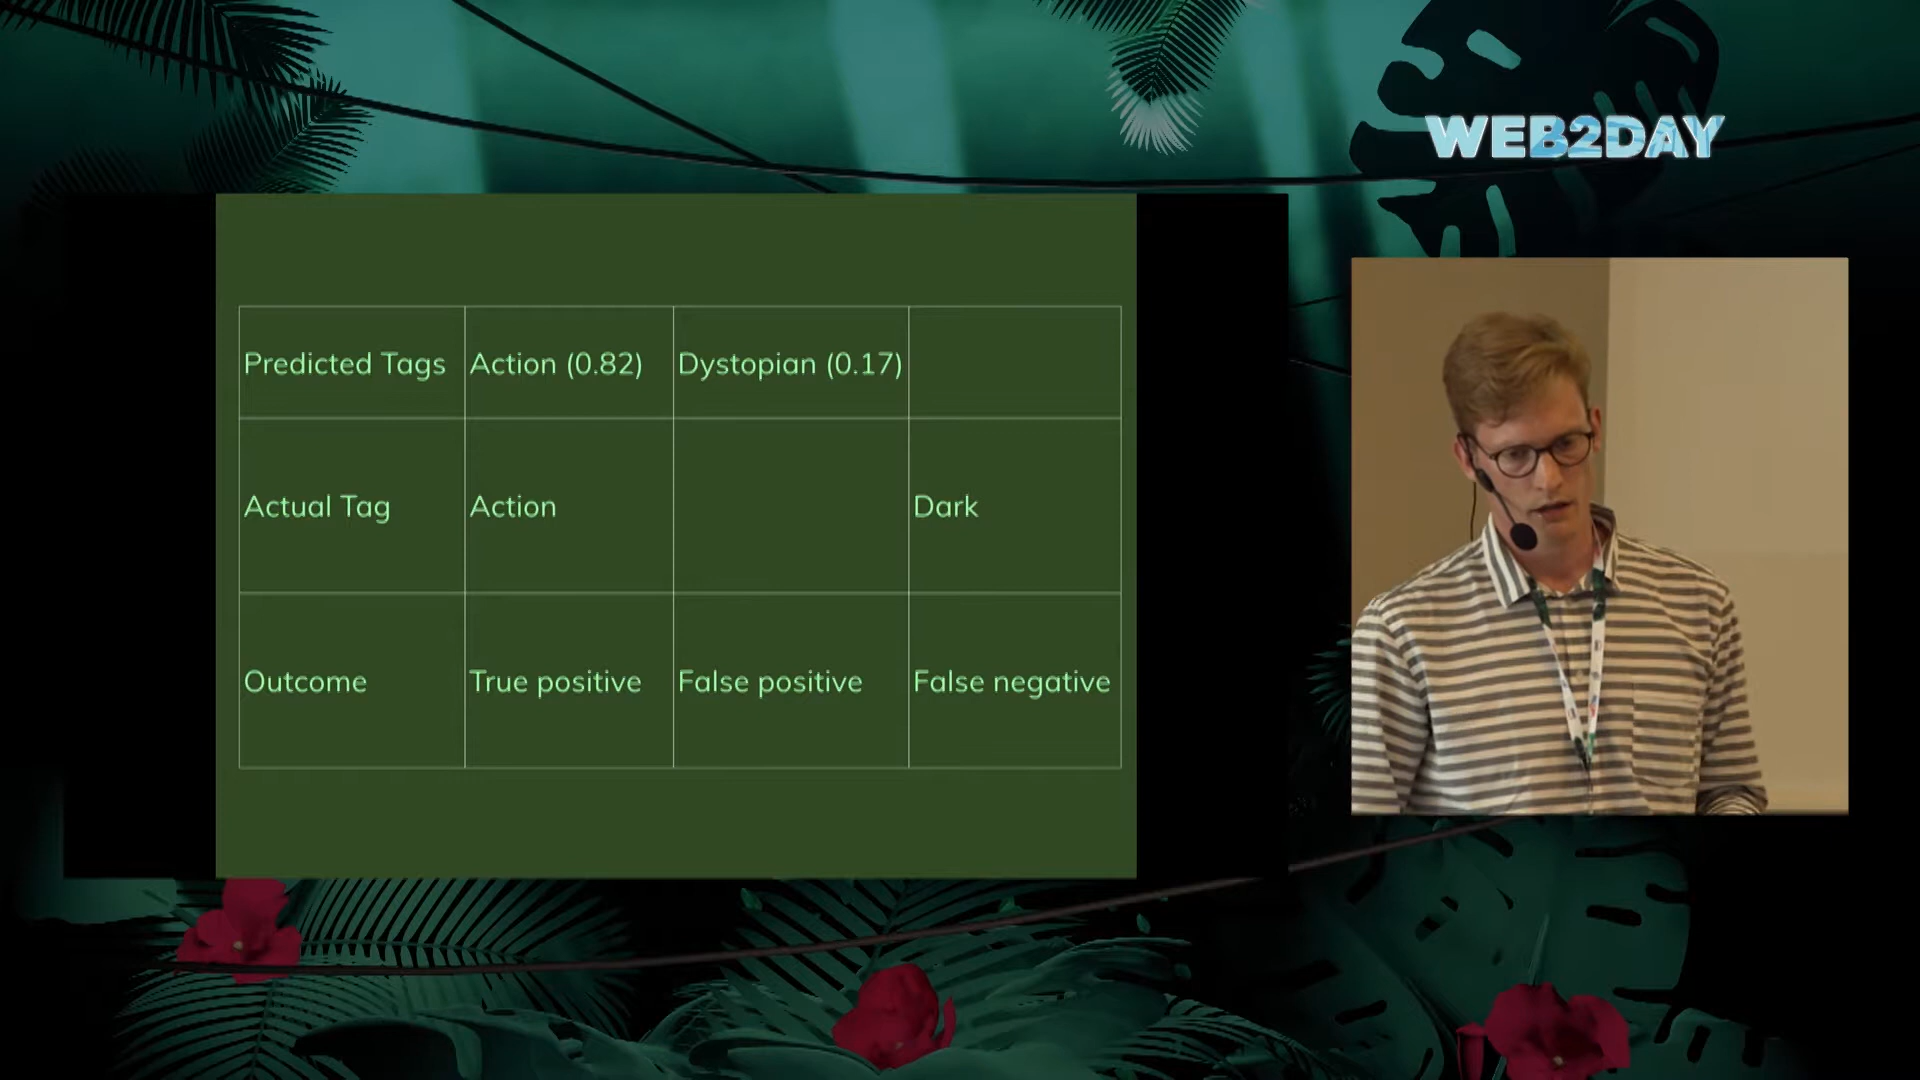 WEB2DAY
Predicted Tags Action (0.82) Dystopian (0.17)
Actual Tag Action Dark
Outcome True positive False positive False negative